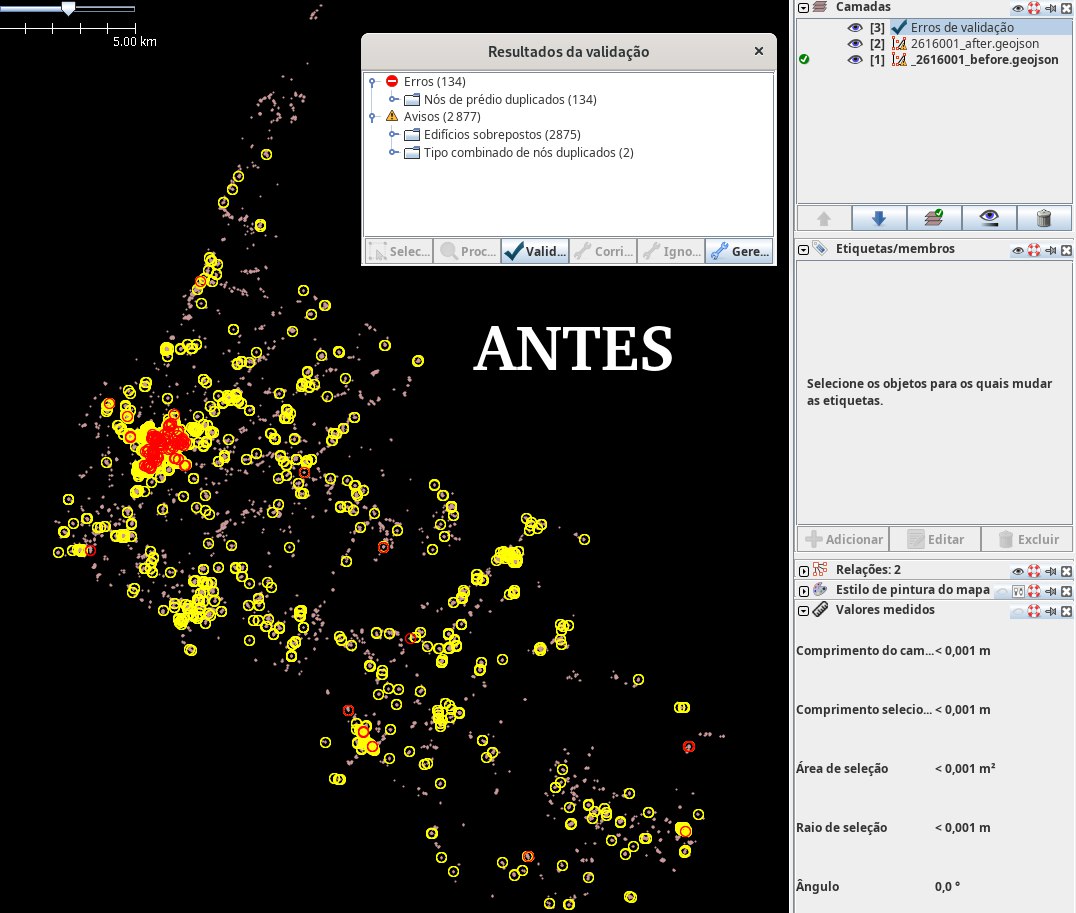 5.00 km
Resultados da validação
Erros (134)
Nós de prédio duplicados (134)
Avisos (2 877)
Edifícios sobrepostos (2875)
Tipo combinado de nós duplicados (2)
Selec... Proc... Valid... Corri... Igno... Gere...
ANTES
Camadas
[3] Erros de validação
[2] 2616001_after.geojson
[1] _2616001_before.geojson
Etiquetas/membros
Selecione os objetos para os quais mudar
as etiquetas.
Adicionar Editar Excluir
Relações: 2
Estilo de pintura do mapa
Valores medidos
Comprimento do cam... < 0,001 m
Comprimento selecio... < 0,001 m
Área de seleção < 0,001 m²
Raio de seleção < 0,001 m
Ângulo 0,0 °